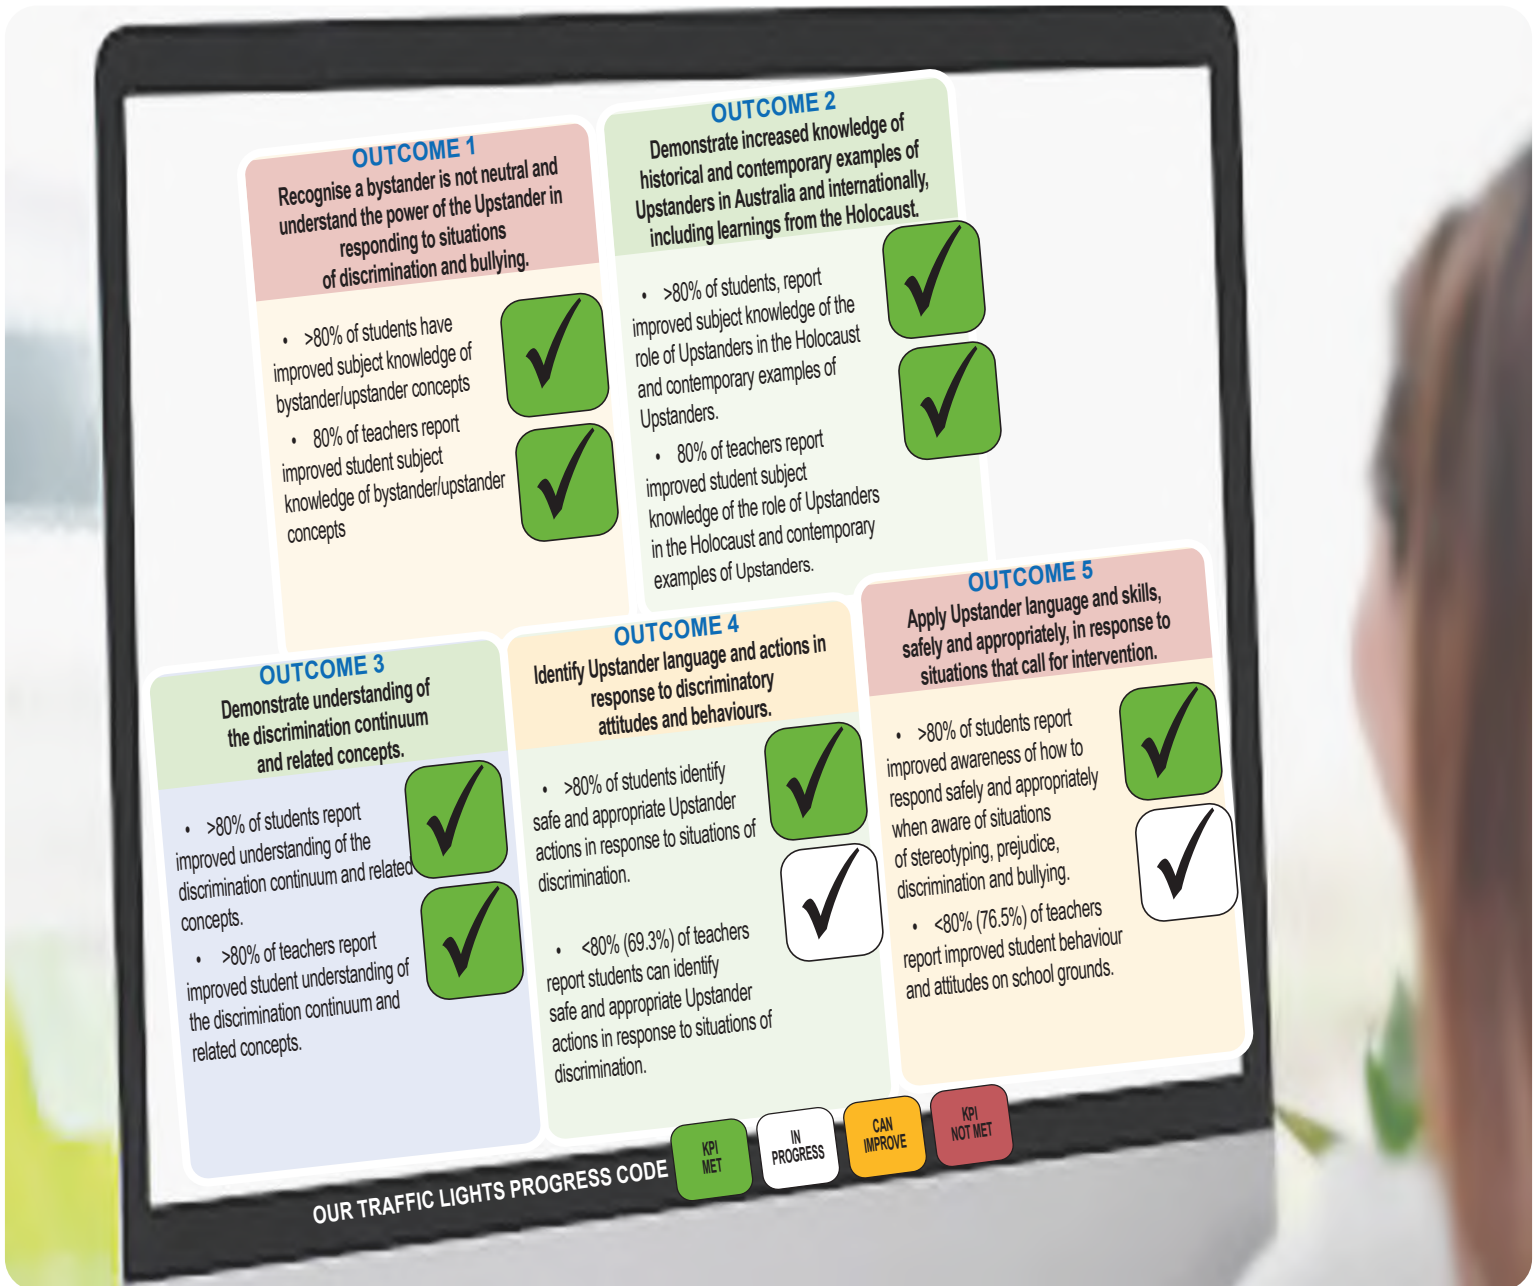 OUTCOME 1
Recognise a bystander is not neutral and
understand the power of the Upstander in
responding to situations
of discrimination and bullying.
• >80% of students have
improved subject knowledge of
bystander/upstander concepts
• 80% of teachers report
improved student subject
knowledge of bystander/upstander
concepts
OUTCOME 2
Demonstrate increased knowledge of
historical and contemporary examples of
Upstanders in Australia and internationally,
including learnings from the Holocaust.
• >80% of students, report
improved subject knowledge of the
role of Upstanders in the Holocaust
and contemporary examples of
Upstanders.
• 80% of teachers report
improved student subject
knowledge of the role of Upstanders
in the Holocaust and contemporary
examples of Upstanders.
OUTCOME 3
Demonstrate understanding of
the discrimination continuum
and related concepts.
• >80% of students report
improved understanding of the
discrimination continuum and related
concepts.
• >80% of teachers report
improved student understanding of
the discrimination continuum and
related concepts.
OUTCOME 4
Identify Upstander language and actions in
response to discriminatory
attitudes and behaviours.
• >80% of students identify
safe and appropriate Upstander
actions in response to situations of
discrimination.
• <80% (69.3%) of teachers
report students can identify
safe and appropriate Upstander
actions in response to situations of
discrimination.
OUTCOME 5
Apply Upstander language and skills,
safely and appropriately, in response to
situations that call for intervention.
• >80% of students report
improved awareness of how to
respond safely and appropriately
when aware of situations
of stereotyping, prejudice,
discrimination and bullying.
• <80% (76.5%) of teachers
report improved student behaviour
and attitudes on school grounds.
OUR TRAFFIC LIGHTS PROGRESS CODE
KPI
MET
IN
PROGRESS
CAN
IMPROVE
KPI
NOT MET